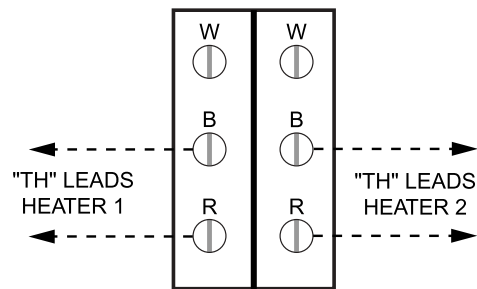 W W
B B
"TH" LEADS
HEATER 1
"TH" LEADS
HEATER 2
R R